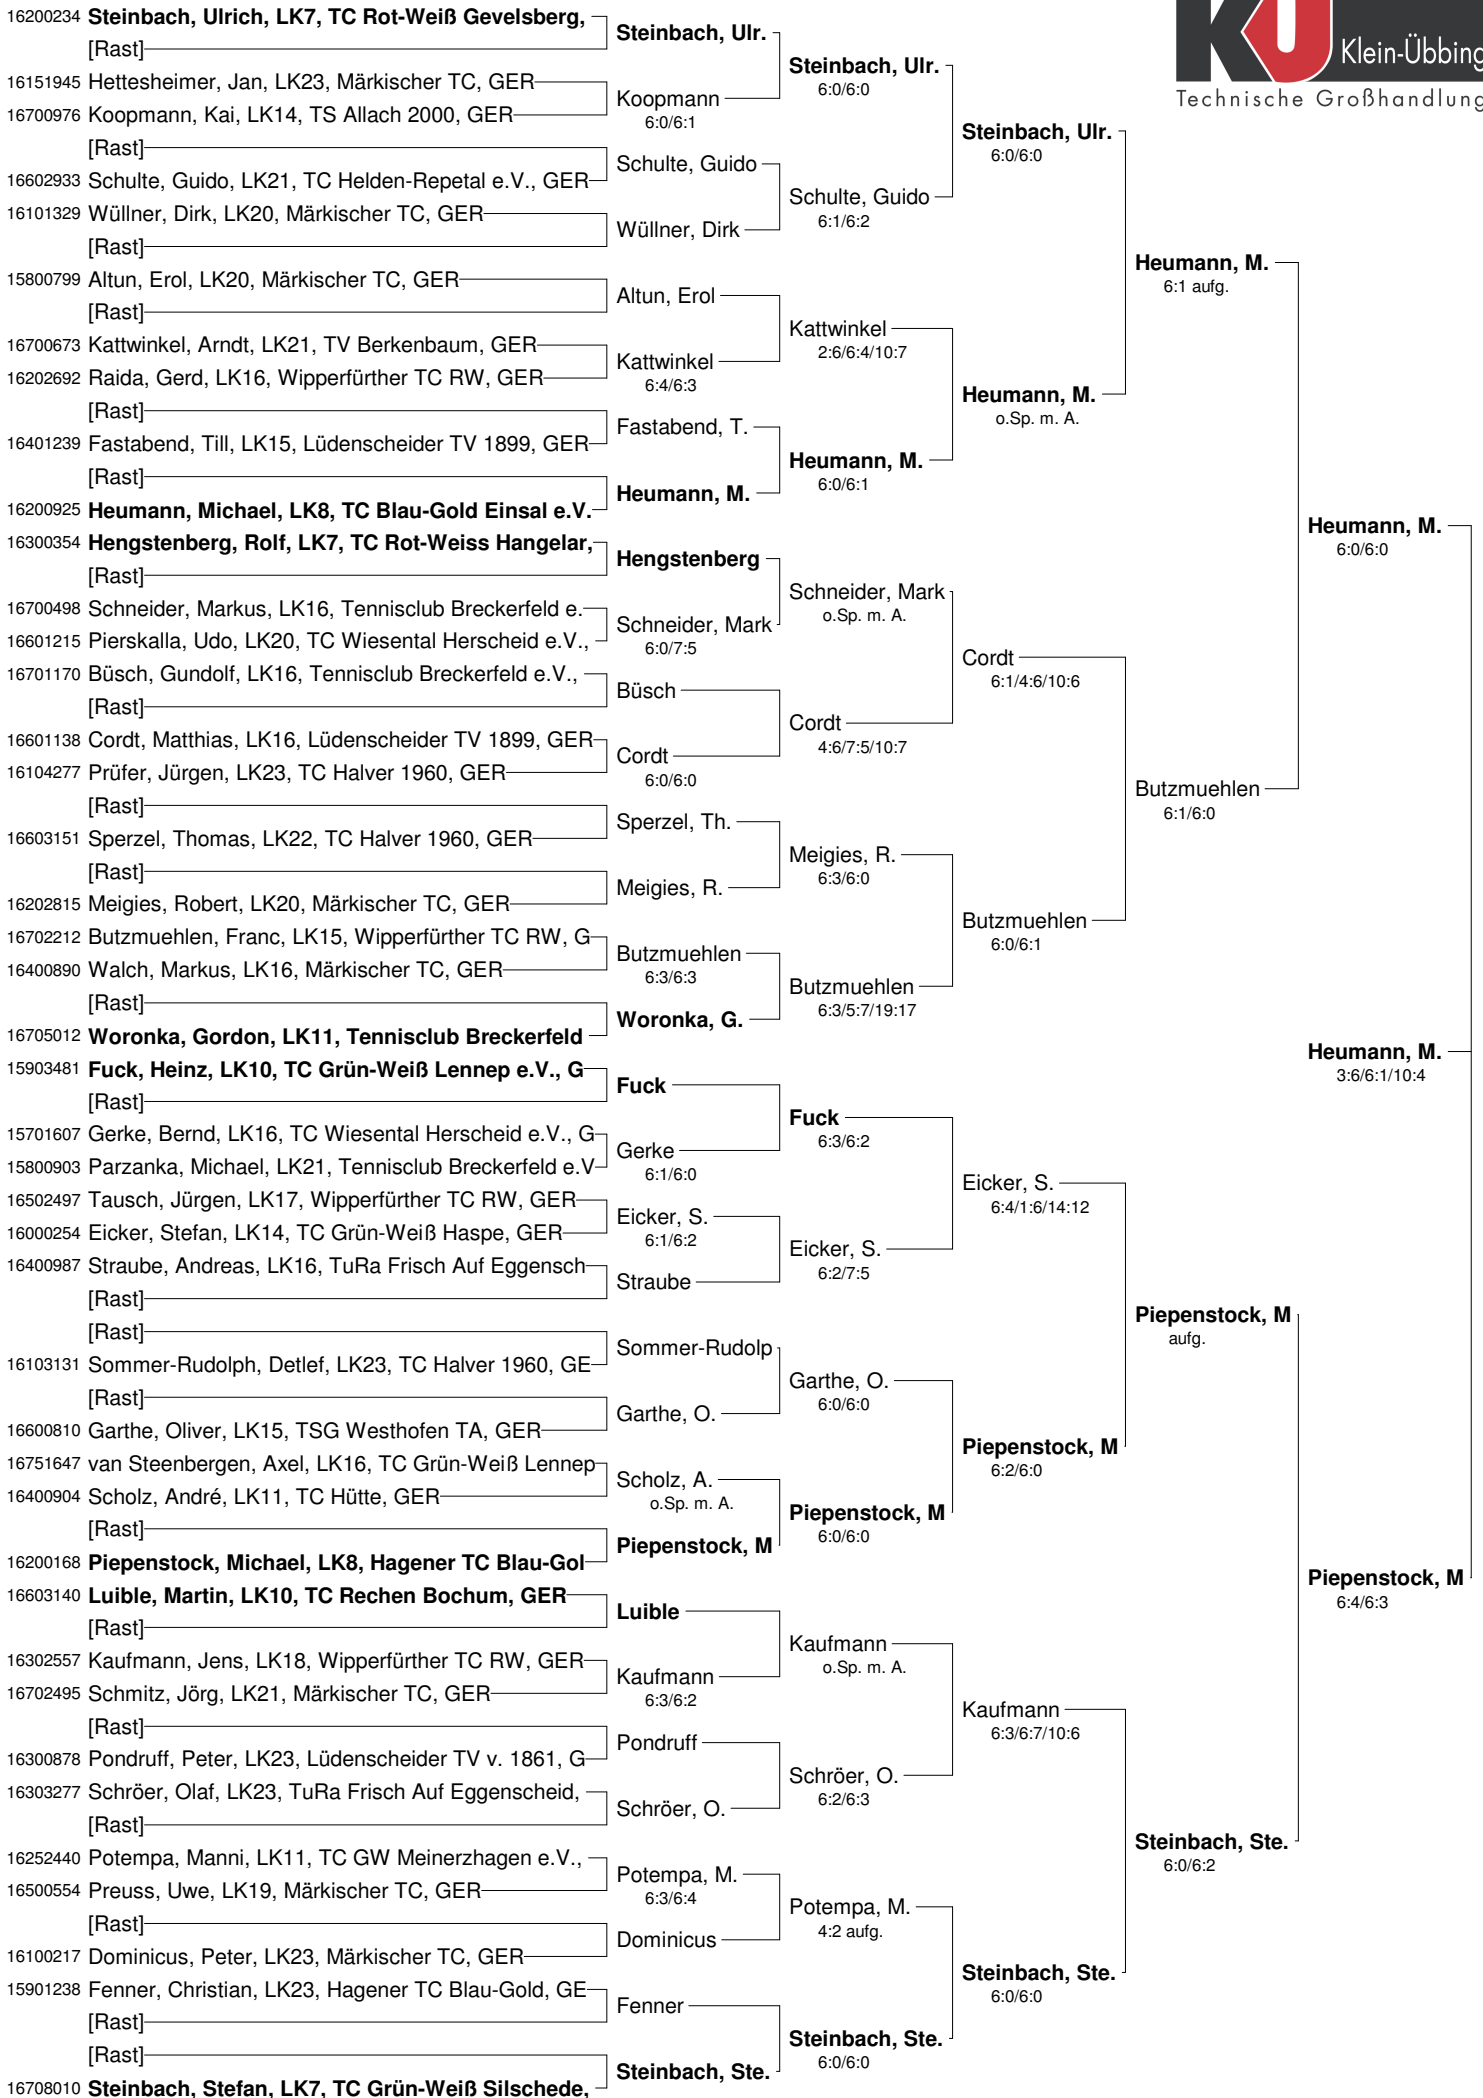 KÜ
Klein-Übbing
Technische Großhandlung
16200234 Steinbach, Ulrich, LK7, TC Rot-Weiß Gevelsberg,
[Rast]
16151945 Hettesheimer, Jan, LK23, Märkischer TC, GER
16700976 Koopmann, Kai, LK14, TS Allach 2000, GER
[Rast]
16602933 Schulte, Guido, LK21, TC Helden-Repetal e.V., GER
16101329 Wüllner, Dirk, LK20, Märkischer TC, GER
[Rast]
15800799 Altun, Erol, LK20, Märkischer TC, GER
[Rast]
16700673 Kattwinkel, Arndt, LK21, TV Berkenbaum, GER
16202692 Raida, Gerd, LK16, Wipperfürther TC RW, GER
[Rast]
16401239 Fastabend, Till, LK15, Lüdenscheider TV 1899, GER
[Rast]
16200925 Heumann, Michael, LK8, TC Blau-Gold Einsal e.V.
16300354 Hengstenberg, Rolf, LK7, TC Rot-Weiss Hangelar,
[Rast]
16700498 Schneider, Markus, LK16, Tennisclub Breckerfeld e.
16601215 Pierskalla, Udo, LK20, TC Wiesental Herscheid e.V.,
16701170 Büsch, Gundolf, LK16, Tennisclub Breckerfeld e.V.,
[Rast]
16601138 Cordt, Matthias, LK16, Lüdenscheider TV 1899, GER
16104277 Prüfer, Jürgen, LK23, TC Halver 1960, GER
[Rast]
16603151 Sperzel, Thomas, LK22, TC Halver 1960, GER
[Rast]
16202815 Meigies, Robert, LK20, Märkischer TC, GER
16702212 Butzmuehlen, Franc, LK15, Wipperfürther TC RW, G
16400890 Walch, Markus, LK16, Märkischer TC, GER
[Rast]
16705012 Woronka, Gordon, LK11, Tennisclub Breckerfeld
15903481 Fuck, Heinz, LK10, TC Grün-Weiß Lennep e.V., G
[Rast]
15701607 Gerke, Bernd, LK16, TC Wiesental Herscheid e.V., G
15800903 Parzanka, Michael, LK21, Tennisclub Breckerfeld e.V
16502497 Tausch, Jürgen, LK17, Wipperfürther TC RW, GER
16000254 Eicker, Stefan, LK14, TC Grün-Weiß Haspe, GER
16400987 Straube, Andreas, LK16, TuRa Frisch Auf Eggensch
[Rast]
[Rast]
16103131 Sommer-Rudolph, Detlef, LK23, TC Halver 1960, GE
[Rast]
16600810 Garthe, Oliver, LK15, TSG Westhofen TA, GER
16751647 van Steenbergen, Axel, LK16, TC Grün-Weiß Lennep
16400904 Scholz, André, LK11, TC Hütte, GER
[Rast]
16200168 Piepenstock, Michael, LK8, Hagener TC Blau-Gol
16603140 Luible, Martin, LK10, TC Rechen Bochum, GER
[Rast]
16302557 Kaufmann, Jens, LK18, Wipperfürther TC RW, GER
16702495 Schmitz, Jörg, LK21, Märkischer TC, GER
[Rast]
16300878 Pondruff, Peter, LK23, Lüdenscheider TV v. 1861, G
16303277 Schröer, Olaf, LK23, TuRa Frisch Auf Eggenscheid,
[Rast]
16252440 Potempa, Manni, LK11, TC GW Meinerzhagen e.V.,
16500554 Preuss, Uwe, LK19, Märkischer TC, GER
[Rast]
16100217 Dominicus, Peter, LK23, Märkischer TC, GER
15901238 Fenner, Christian, LK23, Hagener TC Blau-Gold, GE
[Rast]
[Rast]
16708010 Steinbach, Stefan, LK7, TC Grün-Weiß Silschede,
Steinbach, Ulr.
Koopmann
6:0/6:1
Schulte, Guido
Wüllner, Dirk
Altun, Erol
Kattwinkel
6:4/6:3
Fastabend, T.
Heumann, M.
Hengstenberg
Schneider, Mark
6:0/7:5
Büsch
Cordt
6:0/6:0
Sperzel, Th.
Meigies, R.
Butzmuehlen
6:3/6:3
Woronka, G.
Fuck
Gerke
6:1/6:0
Eicker, S.
6:1/6:2
Straube
Sommer-Rudolp
Garthe, O.
Scholz, A.
o.Sp. m. A.
Piepenstock, M
Luible
Kaufmann
6:3/6:2
Pondruff
Schröer, O.
Potempa, M.
6:3/6:4
Dominicus
Fenner
Steinbach, Ste.
Steinbach, Ulr.
6:0/6:0
Schulte, Guido
6:1/6:2
Kattwinkel
2:6/6:4/10:7
Heumann, M.
6:0/6:1
Schneider, Mark
o.Sp. m. A.
Cordt
4:6/7:5/10:7
Meigies, R.
6:3/6:0
Butzmuehlen
6:3/5:7/19:17
Fuck
6:3/6:2
Eicker, S.
6:2/7:5
Garthe, O.
6:0/6:0
Piepenstock, M
6:0/6:0
Kaufmann
o.Sp. m. A.
Schröer, O.
6:2/6:3
Potempa, M.
4:2 aufg.
Steinbach, Ste.
6:0/6:0
Steinbach, Ulr.
6:0/6:0
Heumann, M.
o.Sp. m. A.
Cordt
6:1/4:6/10:6
Butzmuehlen
6:0/6:1
Eicker, S.
6:4/1:6/14:12
Piepenstock, M
6:2/6:0
Kaufmann
6:3/6:7/10:6
Steinbach, Ste.
6:0/6:0
Heumann, M.
6:1 aufg.
Butzmuehlen
6:1/6:0
Piepenstock, M
aufg.
Steinbach, Ste.
6:0/6:2
Heumann, M.
6:0/6:0
Piepenstock, M
6:4/6:3
Heumann, M.
3:6/6:1/10:4